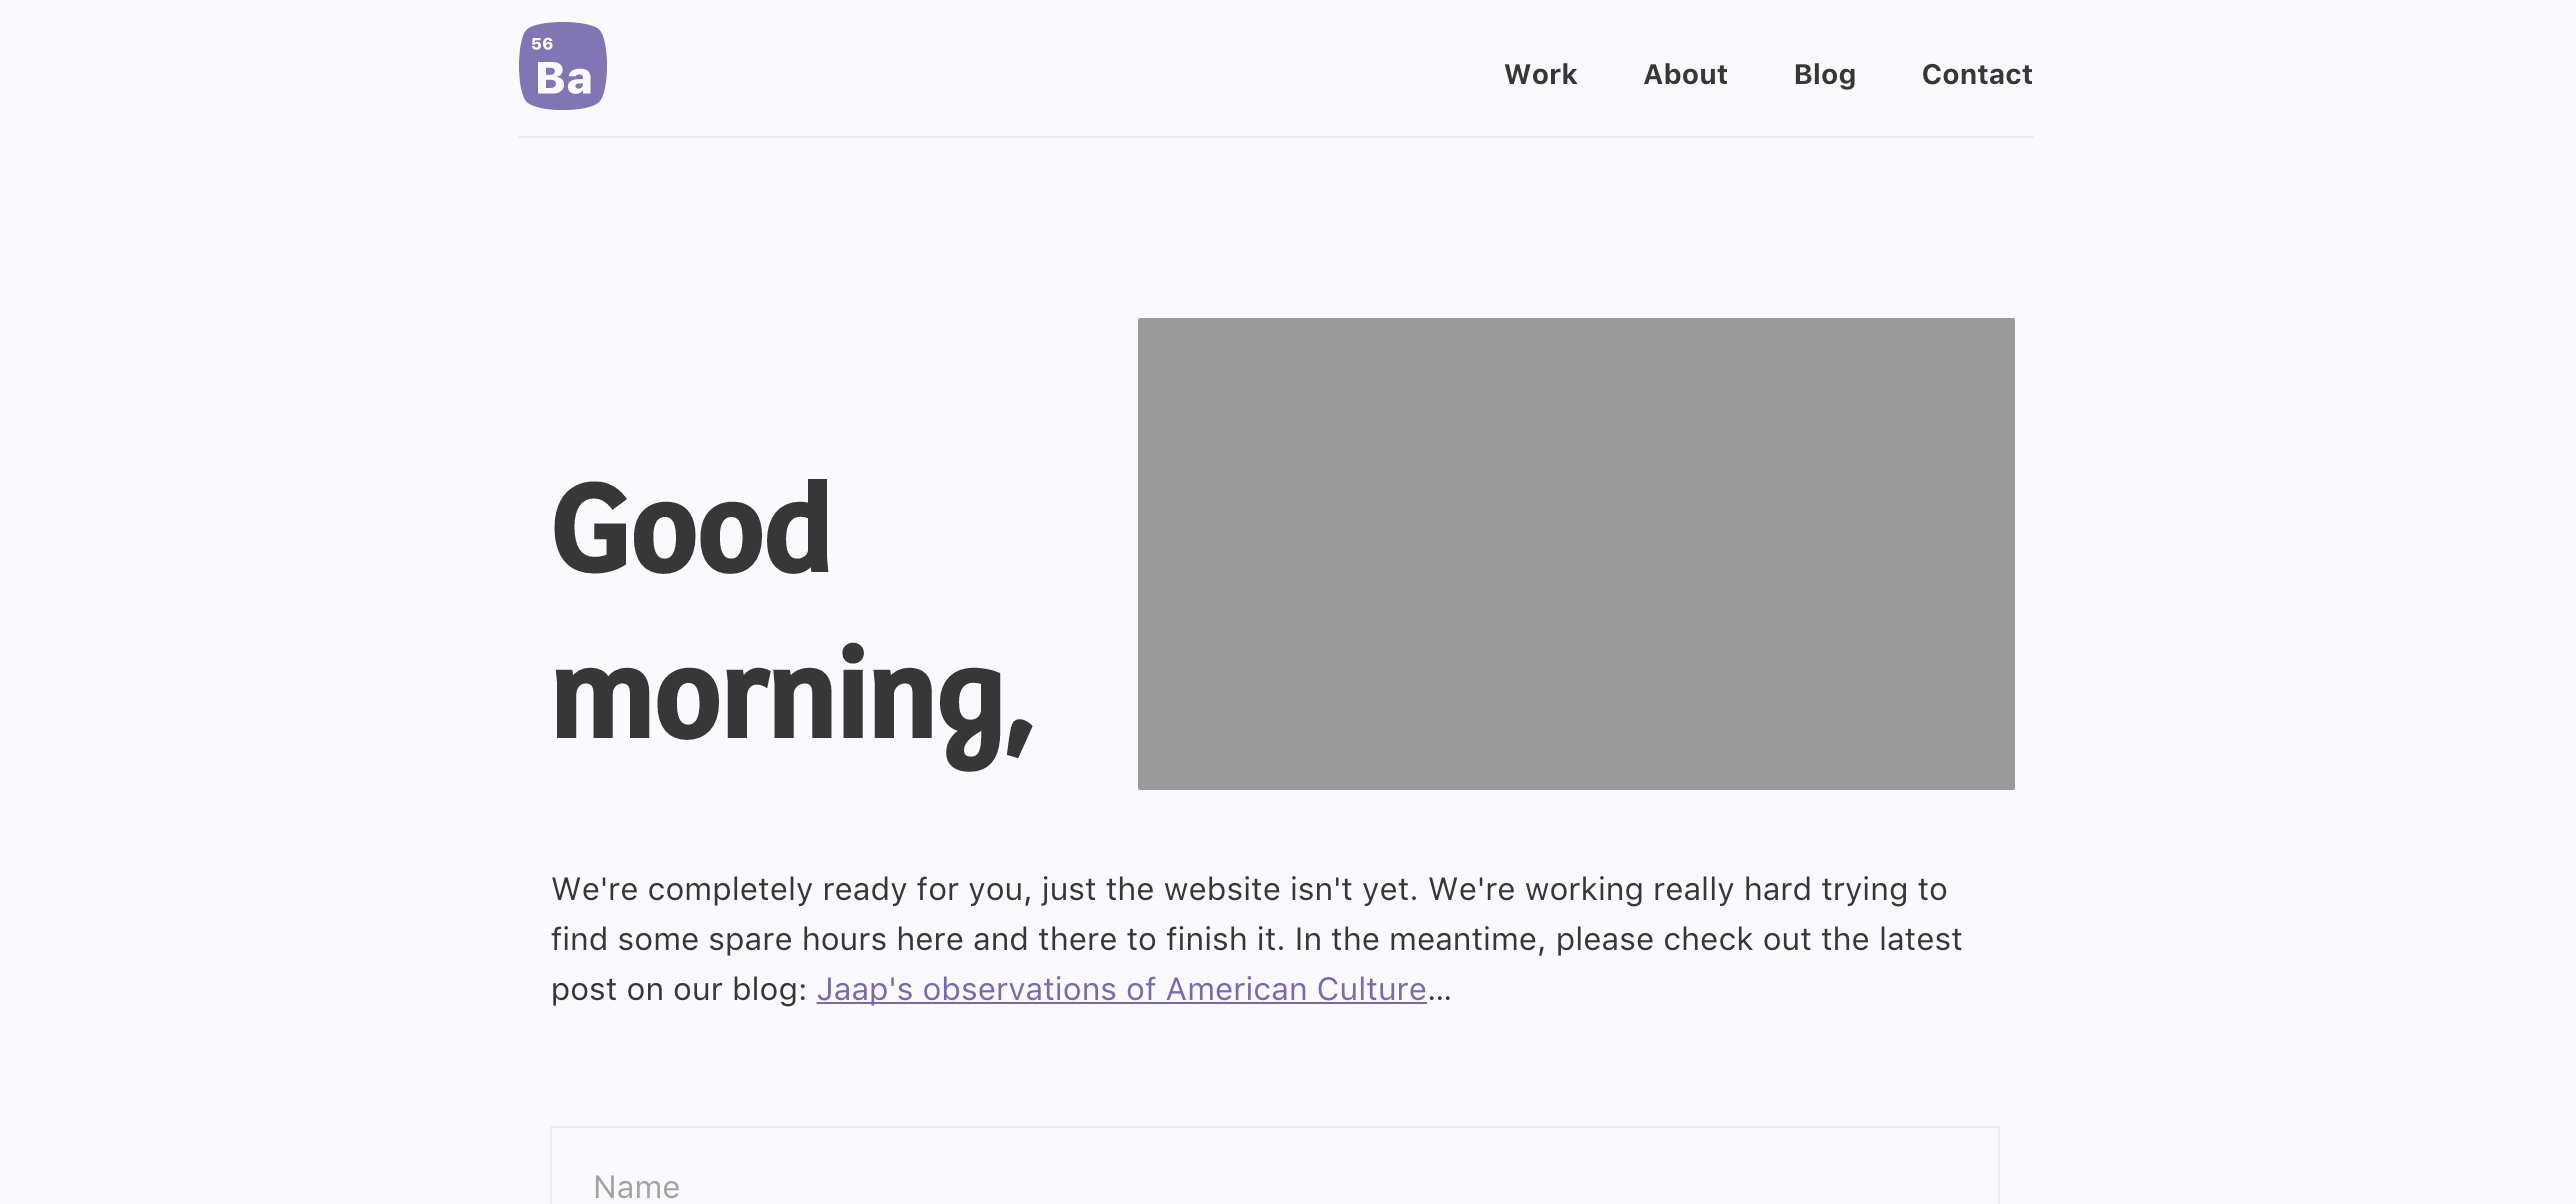 56
Ba
Work About Blog Contact
Good
morning,
We're completely ready for you, just the website isn't yet. We're working really hard trying to
find some spare hours here and there to finish it. In the meantime, please check out the latest
post on our blog: Jaap's observations of American Culture...
Name